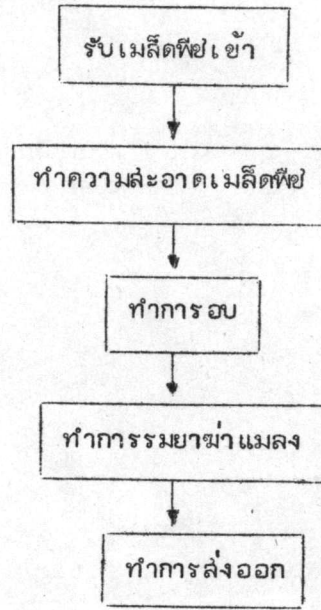 รับเมล็ดพืชเข้า
ทำความสะอาดเมล็ดพืช
ทำการอบ
ทำการรมยาฆ่าแมลง
ทำการส่งออก